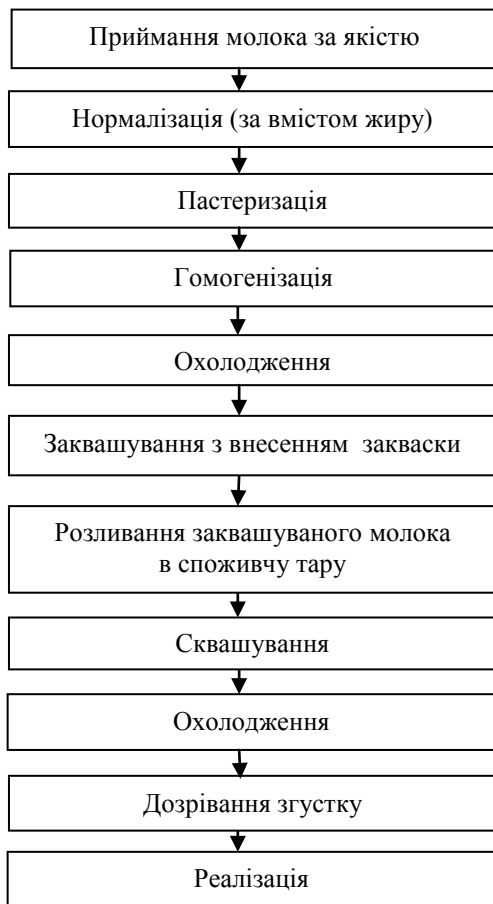 Приймання молока за якістю
Нормалізація (за вмістом жиру)
Пастеризація
Гомогенізація
Охолодження
Заквашування з внесенням закваски
Розливання заквашуваного молока
в споживчу тару
Сквашування
Охолодження
Дозрівання згустку
Реалізація